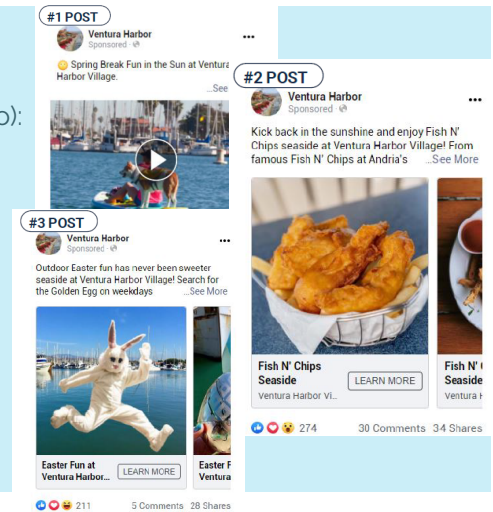 #1 POST
Ventura Harbor
Sponsored
Spring Break Fun in the Sun at Ventura
Harbor Village.
...See
o):
#2 POST
Ventura Harbor
Sponsored
Kick back in the sunshine and enjoy Fish N'
Chips seaside at Ventura Harbor Village! From
famous Fish N' Chips at Andria's ...See More
Fish N' Chips
Seaside
Ventura Harbor Vi...
LEARN MORE
Fish N'
Seaside
Ventura H
274 30 Comments 34 Shares
#3 POST
Ventura Harbor
Sponsored
Outdoor Easter fun has never been sweeter
seaside at Ventura Harbor Village! Search for
the Golden Egg on weekdays ...See More
Easter Fun at
Ventura Harbor...
LEARN MORE
Easter F
Ventura
211 5 Comments 28 Shares